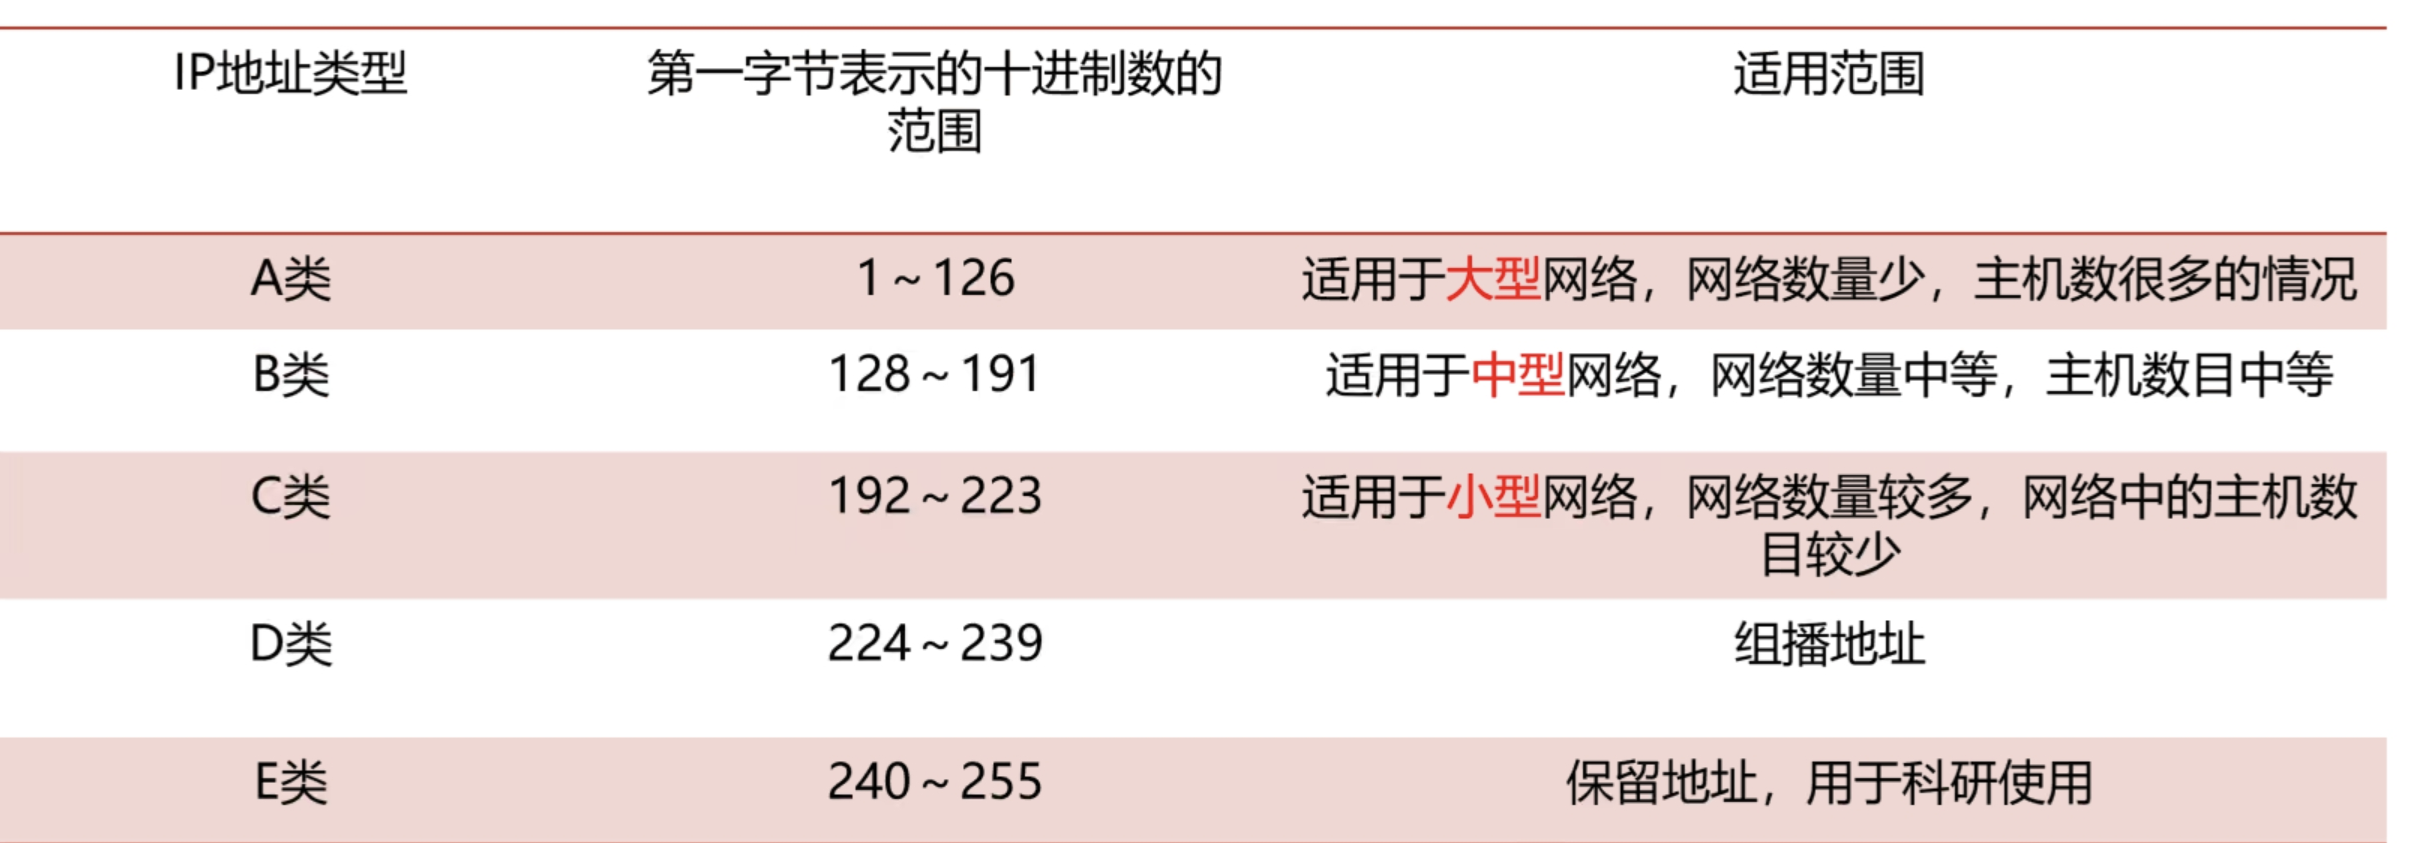 IP地址类型
第一字节表示的十进制数的
范围
适用范围
A类
1～126
适用于大型网络，网络数量少，主机数很多的情况
B类
128～191
适用于中型网络，网络数量中等，主机数目中等
C类
192～223
适用于小型网络，网络数量较多，网络中的主机数
目较少
D类
224～239
组播地址
E类
240～255
保留地址，用于科研使用